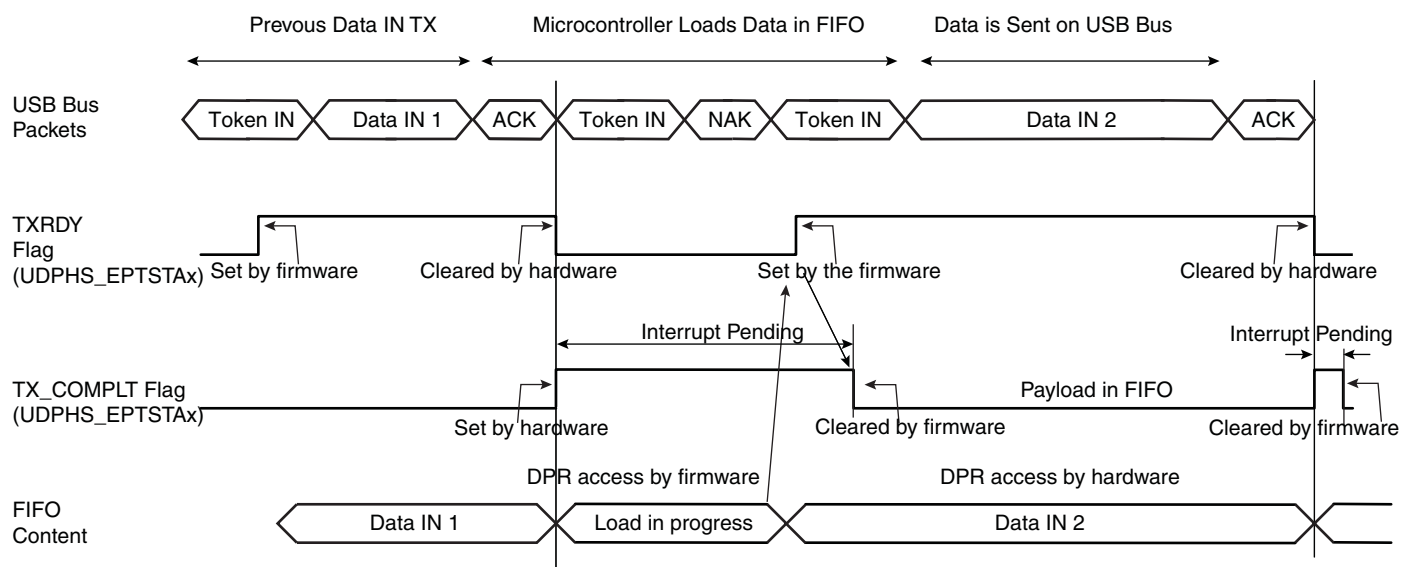 Prevous Data IN TX
Microcontroller Loads Data in FIFO
Data is Sent on USB Bus
USB Bus
Packets
Token IN
Data IN 1
ACK
Token IN
NAK
Token IN
Data IN 2
ACK
TXRDY
Flag
(UDPHS_EPTSTAx)
Set by firmware
Cleared by hardware
Set by the firmware
Cleared by hardware
Interrupt Pending
Interrupt Pending
TX_COMPLT Flag
(UDPHS_EPTSTAx)
Payload in FIFO
Set by hardware
Cleared by firmware
Cleared by firmware
DPR access by firmware
DPR access by hardware
FIFO
Content
Data IN 1
Load in progress
Data IN 2